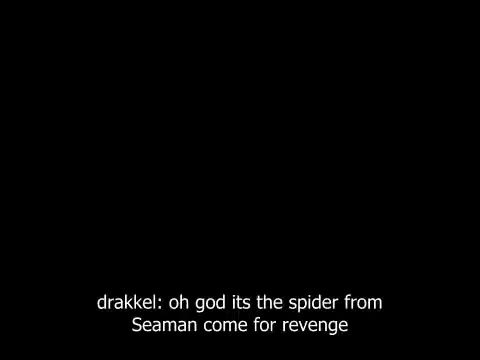 drakkel: oh god its the spider from
Seaman come for revenge